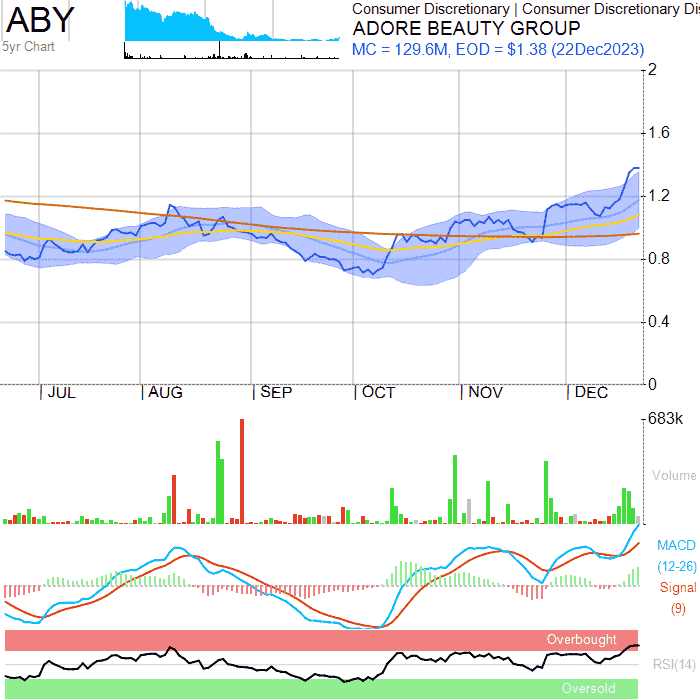 ABY
5yr Chart
Consumer Discretionary | Consumer Discretionary Dis
ADORE BEAUTY GROUP
MC = 129.6M, EOD = $1.38 (22Dec2023)
2
1.6
1.2
0.8
0.4
0
| JUL | AUG | SEP | OCT | NOV | DEC
683k
Volume
MACD
(12-26)
Signal
(9)
Overbought
RSI(14)
Oversold